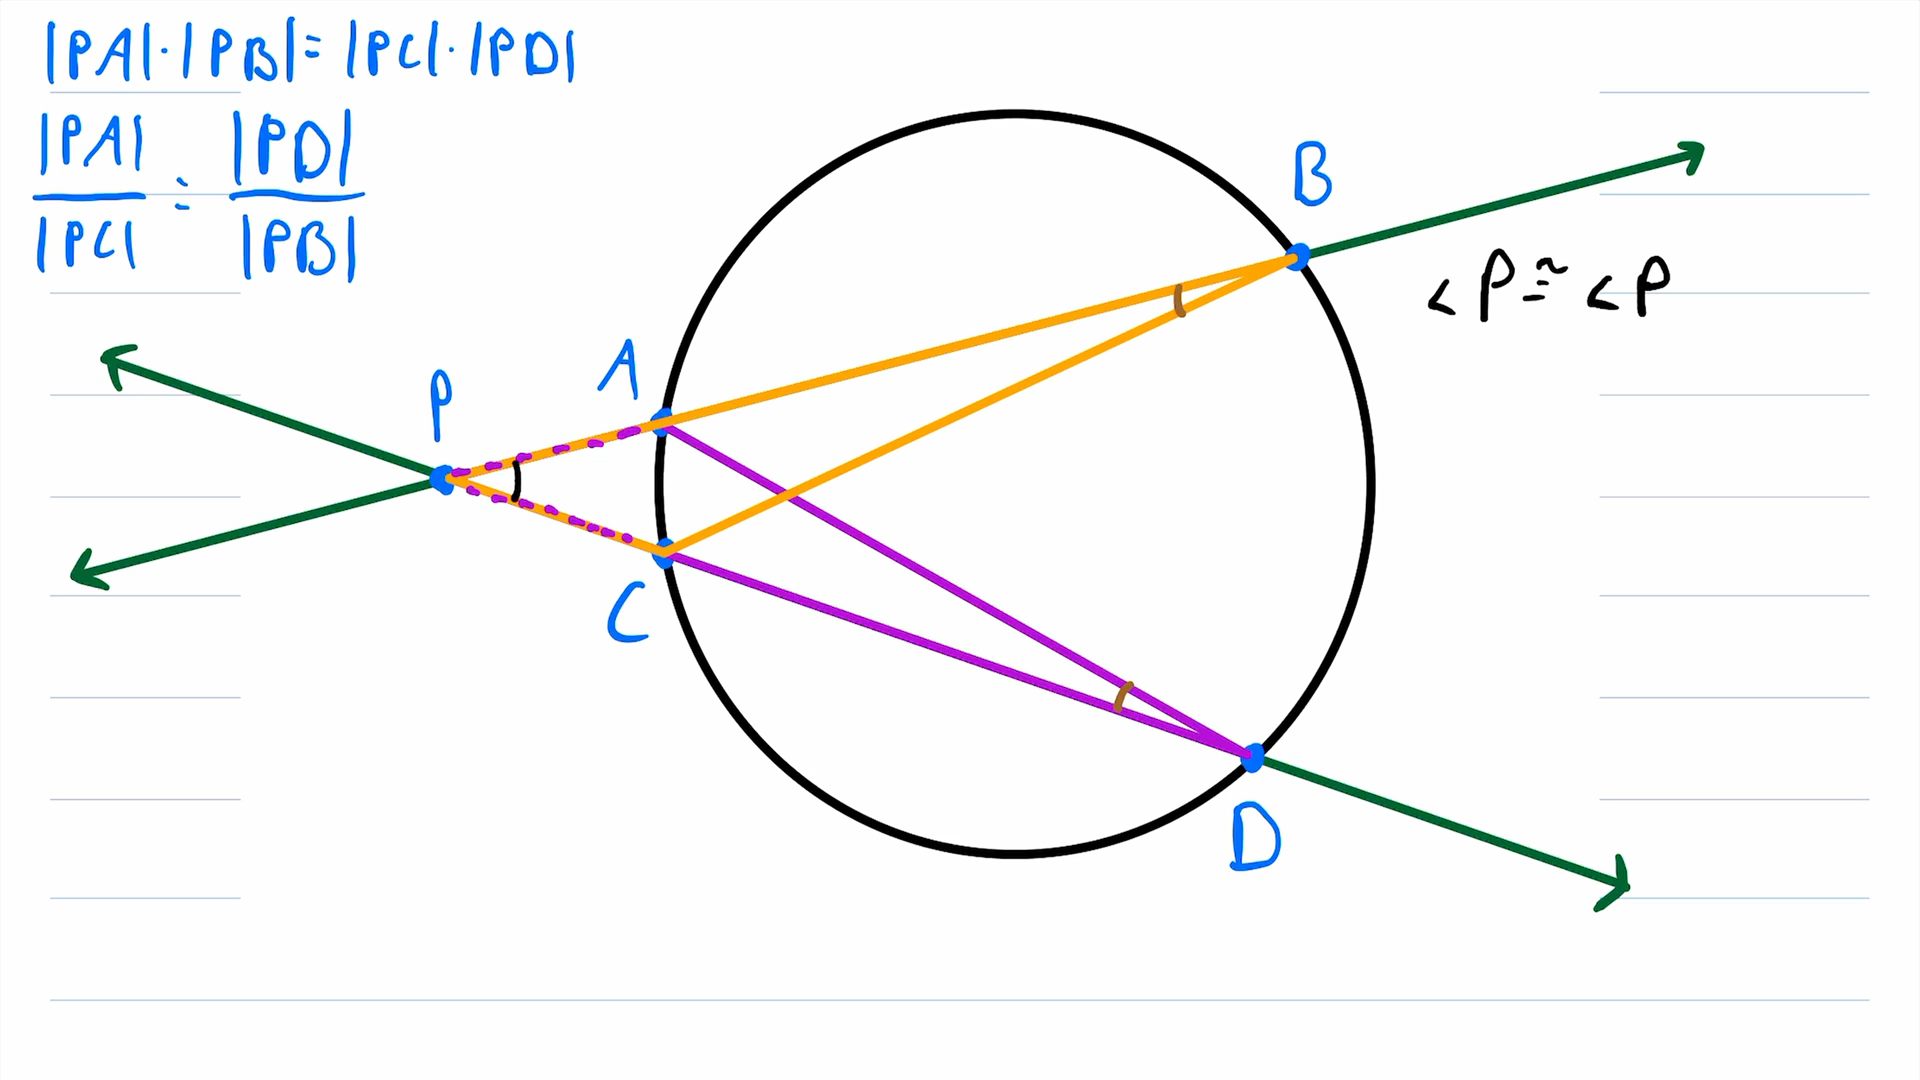 |PA|·|PB|=|PC|·|PD|
|PA| = |PD|
|PC| |PB|
B
<P≅<P
A
P
C
D